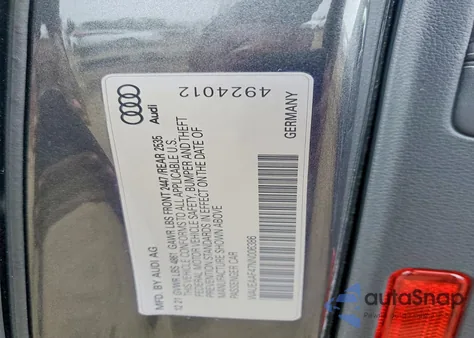 4924012
Audi
GERMANY
MFD. BY AUDI AG
12 21 GVWR LBS 4861 GAWR LBS FRONT 2447 /REAR 2535
THIS VEHICLE CONFORMS TO ALL APPLICABLE U.S.
FEDERAL MOTOR VEHICLE SAFETY, BUMPER AND THEFT
PREVENTION STANDARDS IN EFFECT ON THE DATE OF
MANUFACTURE SHOWN ABOVE
PASSENGER CAR
autoSnap